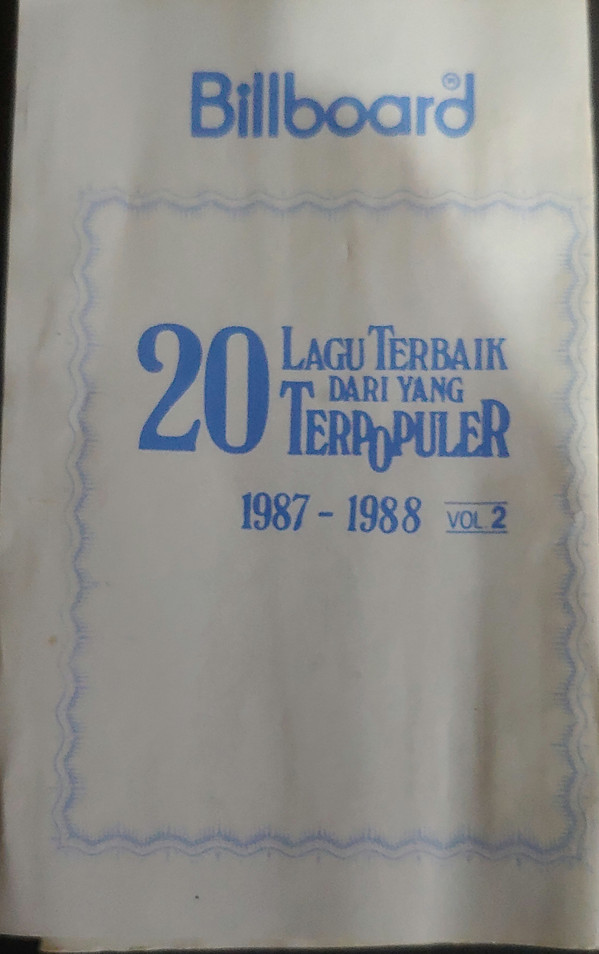 Billboard®
20 LAGU TERBAIK
DARI YANG
TERPOPULER
1987 - 1988 VOL. 2